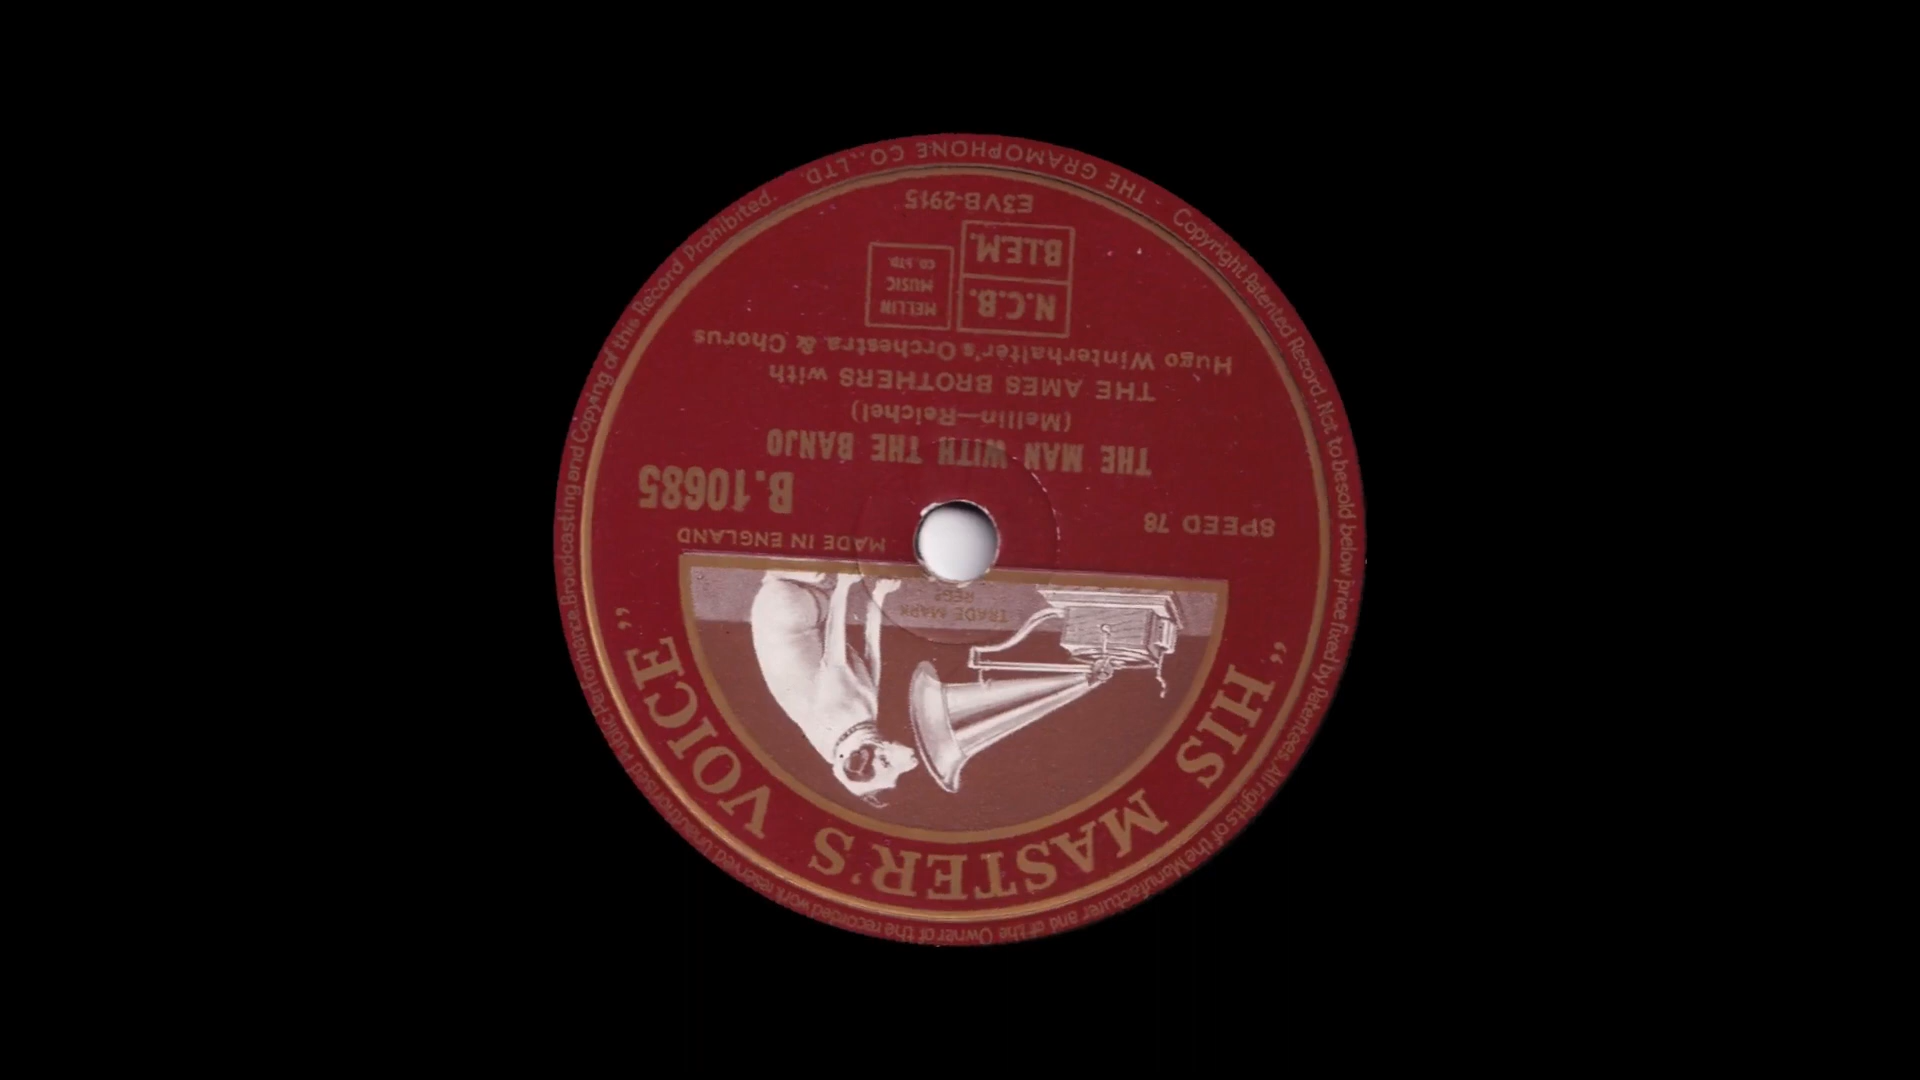 "HIS MASTER'S VOICE"
TRADE MARK
REGD
MADE IN ENGLAND
SPEED 78
B.10685
THE MAN WITH THE BANJO
(Mellin—Reichel)
THE AMES BROTHERS with
Hugo Winterhalter's Orchestra & Chorus
N.C.B.
B.I.E.M.
MELLIN
MUSIC
CO. LTD.
E3VB-2915
THE GRAMOPHONE CO., LTD.
Copyright Patented Record. Not to be sold below price fixed by Patentees. All rights of the Manufacturer and of the Owner of the recorded work reserved. Unauthorised Public Performance, Broadcasting and Copying of this Record Prohibited.